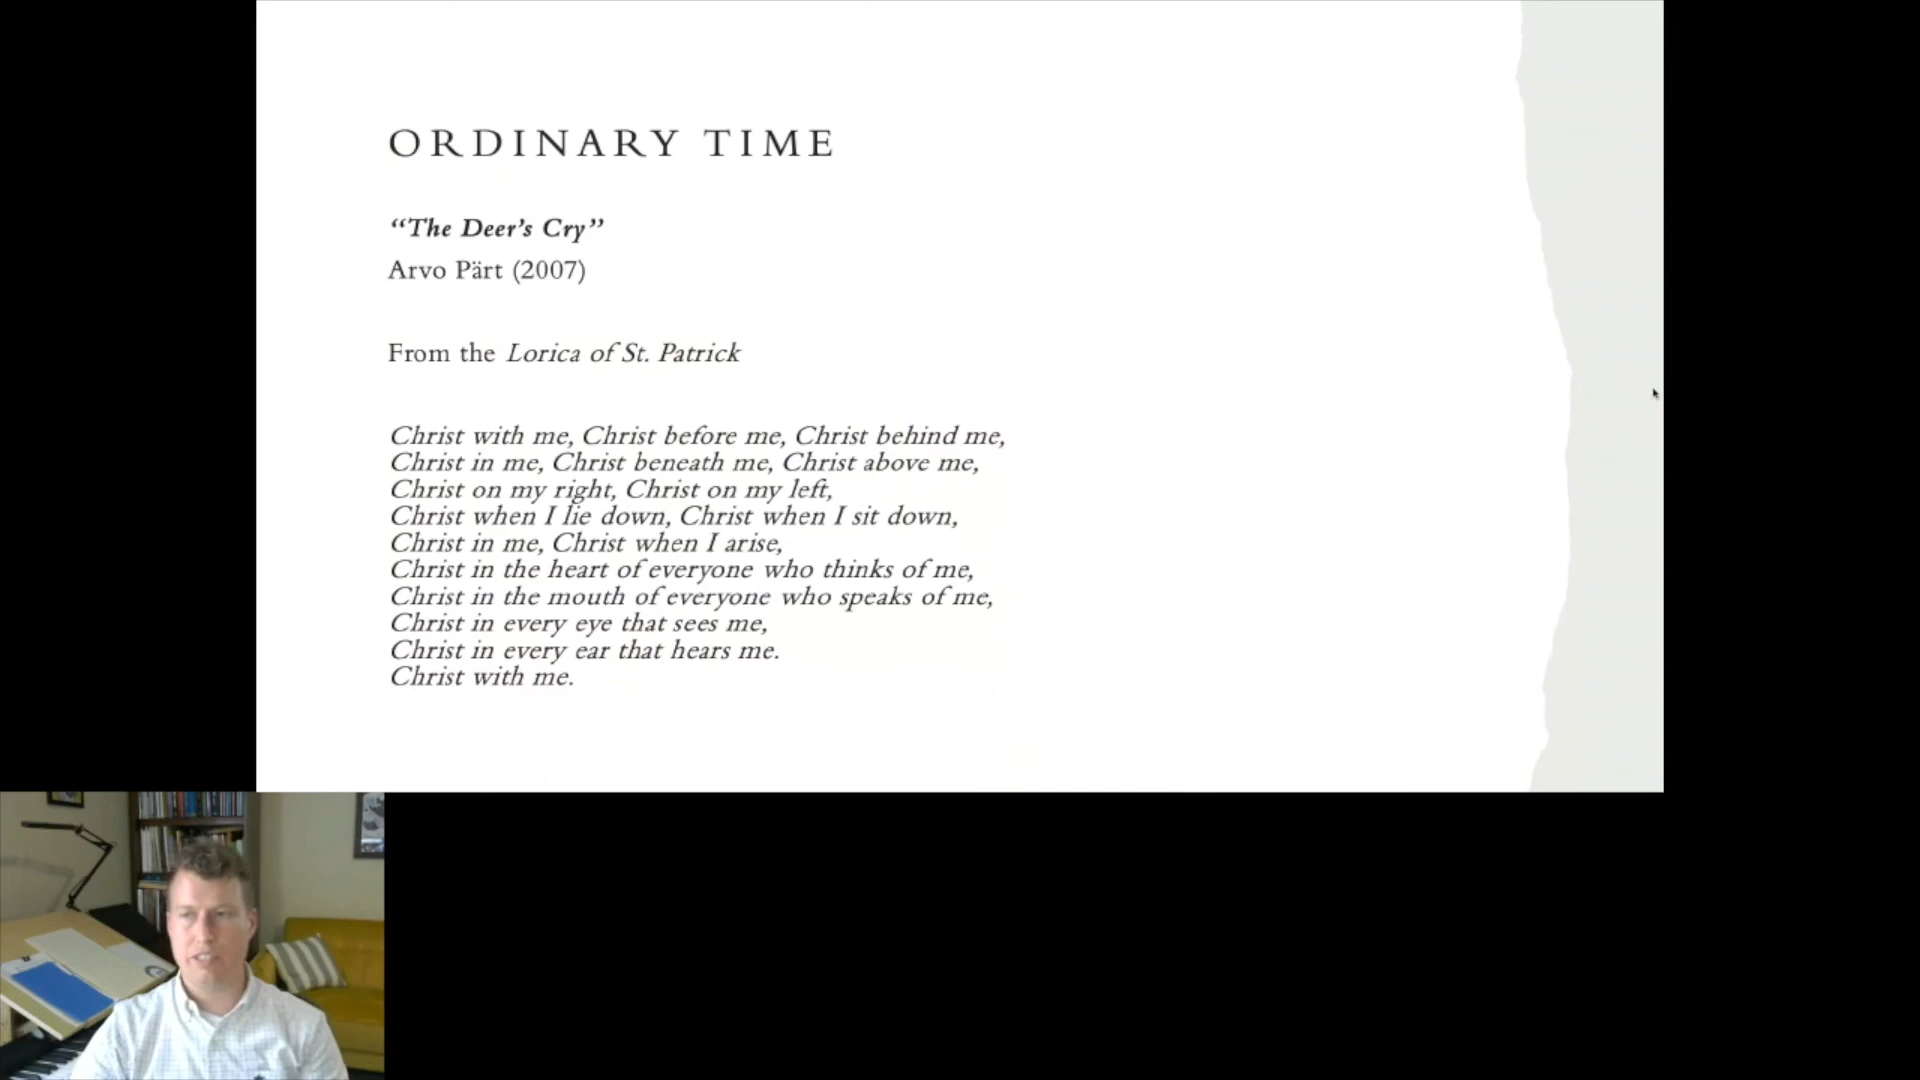 ORDINARY TIME
“The Deer’s Cry”
Arvo Pärt (2007)
From the Lorica of St. Patrick
Christ with me, Christ before me, Christ behind me,
Christ in me, Christ beneath me, Christ above me,
Christ on my right, Christ on my left,
Christ when I lie down, Christ when I sit down,
Christ in me, Christ when I arise,
Christ in the heart of everyone who thinks of me,
Christ in the mouth of everyone who speaks of me,
Christ in every eye that sees me,
Christ in every ear that hears me.
Christ with me.